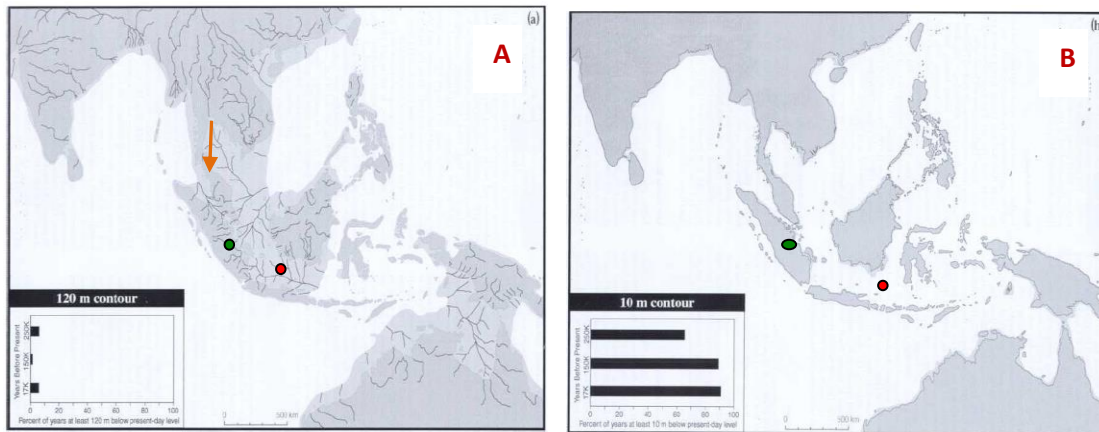 (a)
A
120 m contour
Years Before Present
250K
150K
17K
0 20 40 60 80 100
Percent of years at least 120 m below present-day level
0 500 km
B
10 m contour
Years Before Present
250K
150K
17K
0 20 40 60 80 100
Percent of years at least 10 m below present-day level
0 500 km